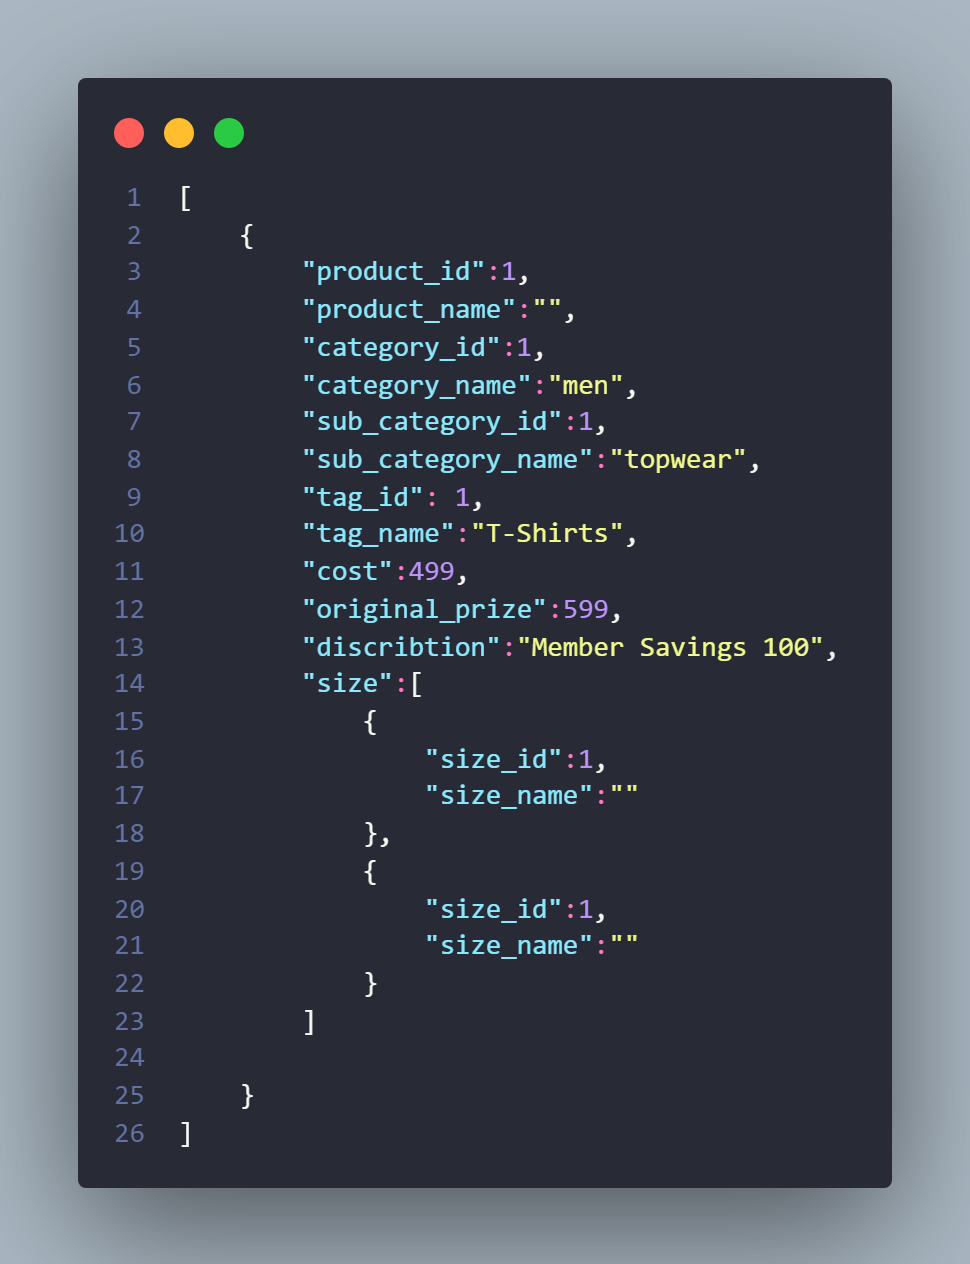 1 [
2     {
3         "product_id":1,
4         "product_name":"",
5         "category_id":1,
6         "category_name":"men",
7         "sub_category_id":1,
8         "sub_category_name":"topwear",
9         "tag_id": 1,
10         "tag_name":"T-Shirts",
11         "cost":499,
12         "original_prize":599,
13         "discribtion":"Member Savings 100",
14         "size":[
15             {
16                 "size_id":1,
17                 "size_name":""
18             },
19             {
20                 "size_id":1,
21                 "size_name":""
22             }
23         ]
24
25     }
26 ]